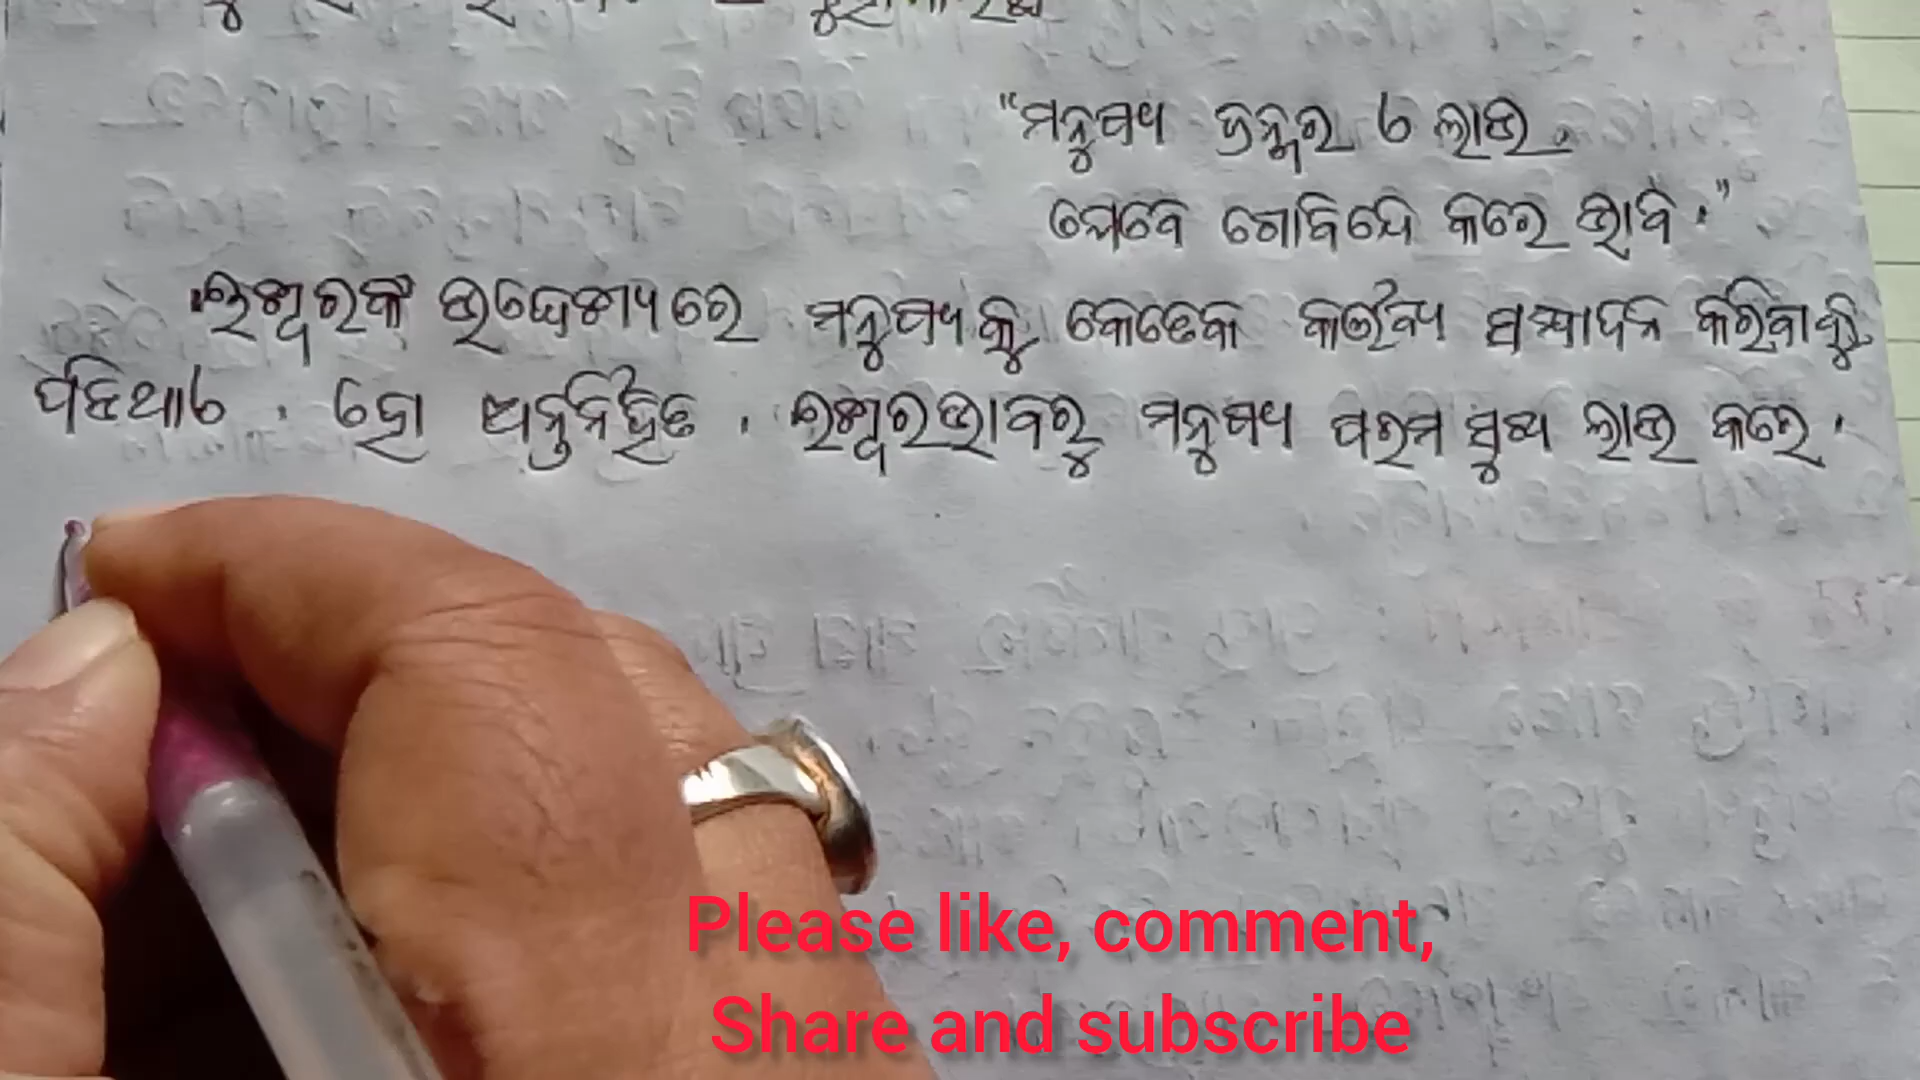 "ମନୁଷ୍ୟ ଜନ୍ମର ଏ ଲାଭ,
ଯେବେ ଗୋବିନ୍ଦେ କରେ ଭାବ ।"
ଈଶ୍ୱରଙ୍କ ଉଦ୍ଦେଶ୍ୟରେ ମନୁଷ୍ୟକୁ କେତେକ କର୍ତ୍ତବ୍ୟ ସମ୍ପାଦନ କରିବାକୁ
ପଡିଥାଏ । ଅନ୍ତର୍ନିହିତ । ଈଶ୍ୱରଭାବରୁ ମନୁଷ୍ୟ ପରମ ସୁଖ ଲାଭ କରେ ।
Please like, comment,
Share and subscribe